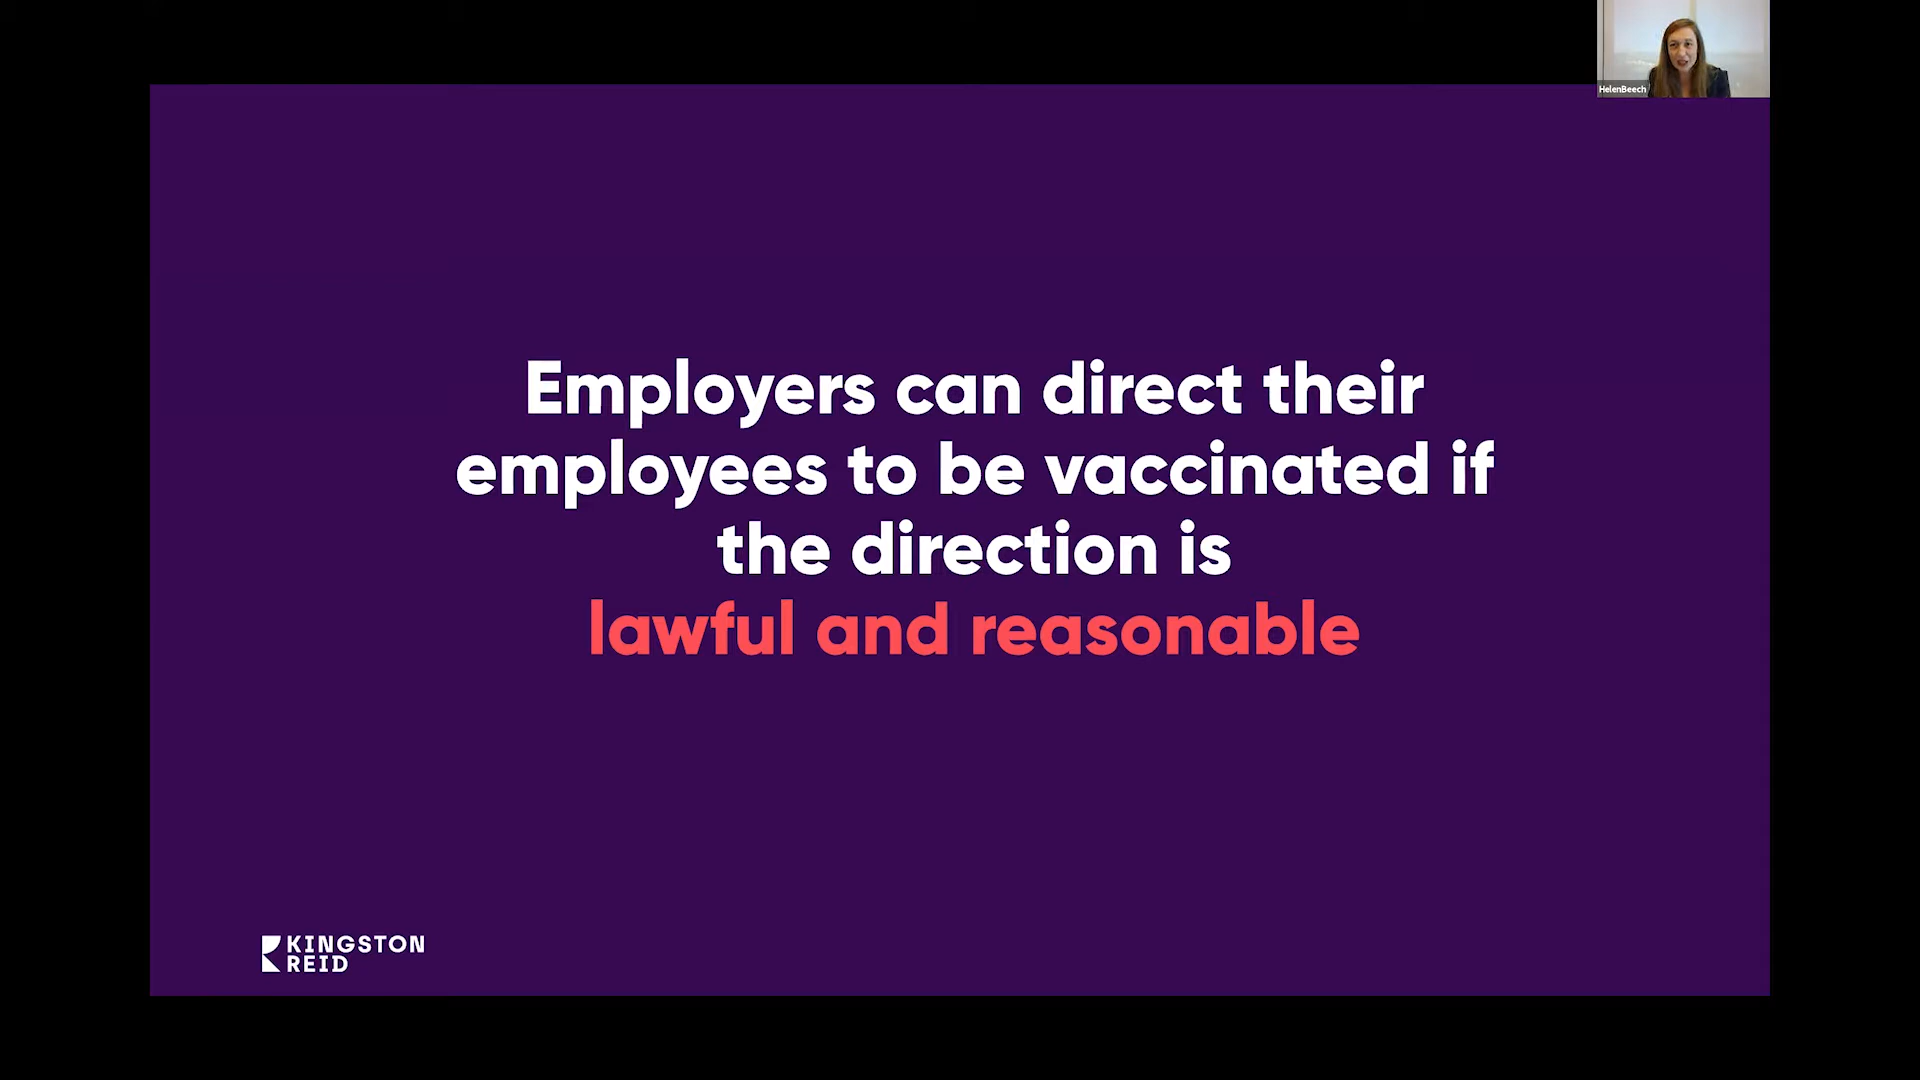 HelenBeech
Employers can direct their
employees to be vaccinated if
the direction is
lawful and reasonable
KINGSTON
REID